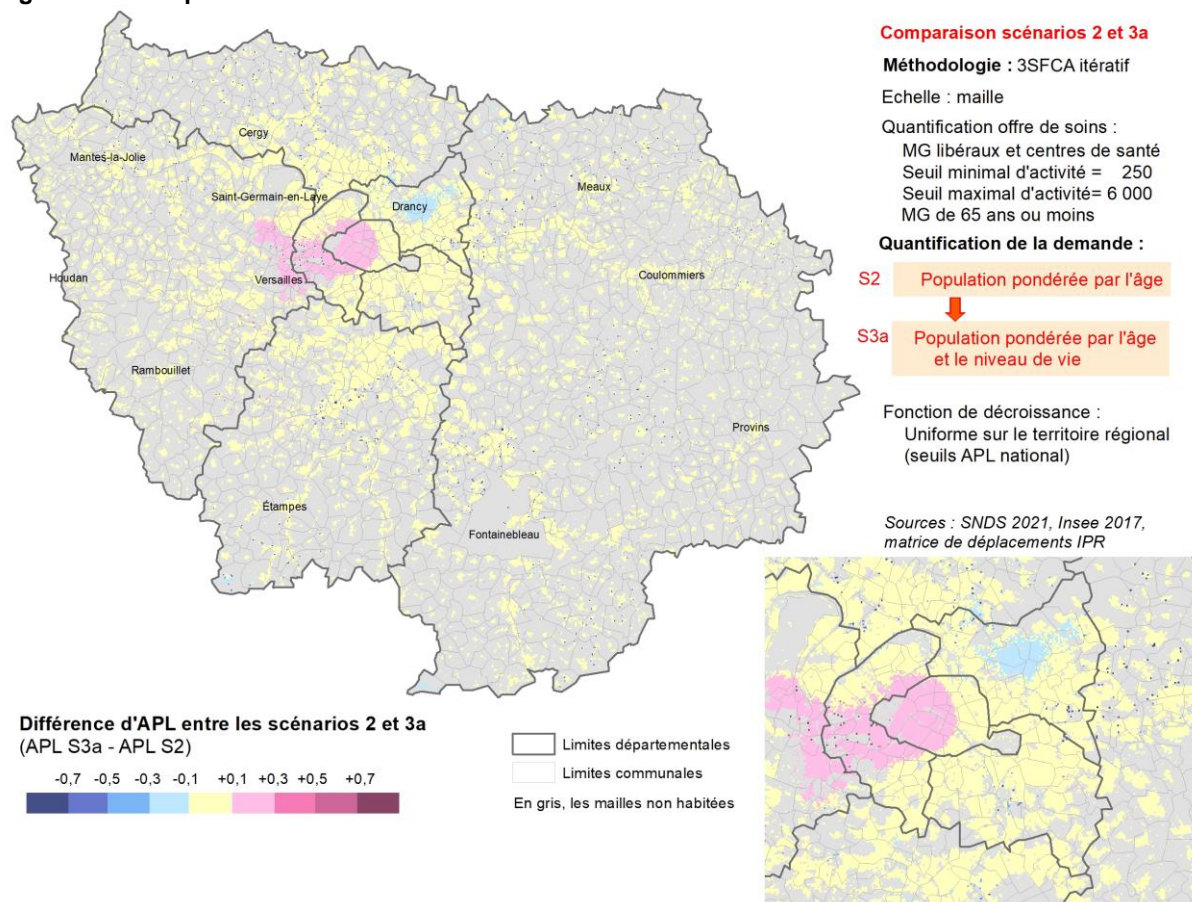 Comparaison scénarios 2 et 3a
Méthodologie : 3SFCA itératif
Echelle : maille
Quantification offre de soins :
MG libéraux et centres de santé
Seuil minimal d'activité = 250
Seuil maximal d'activité= 6 000
MG de 65 ans ou moins
Quantification de la demande :
S2 Population pondérée par l'âge
S3a Population pondérée par l'âge
et le niveau de vie
Fonction de décroissance :
Uniforme sur le territoire régional
(seuils APL national)
Sources : SNDS 2021, Insee 2017,
matrice de déplacements IPR
Cergy
Mantes-la-Jolie
Saint-Germain-en-Laye
Drancy
Meaux
Houdan
Versailles
Coulommiers
Rambouillet
Provins
Étampes
Fontainebleau
Différence d'APL entre les scénarios 2 et 3a
(APL S3a - APL S2)
-0,7 -0,5 -0,3 -0,1 +0,1 +0,3 +0,5 +0,7
Limites départementales
Limites communales
En gris, les mailles non habitées